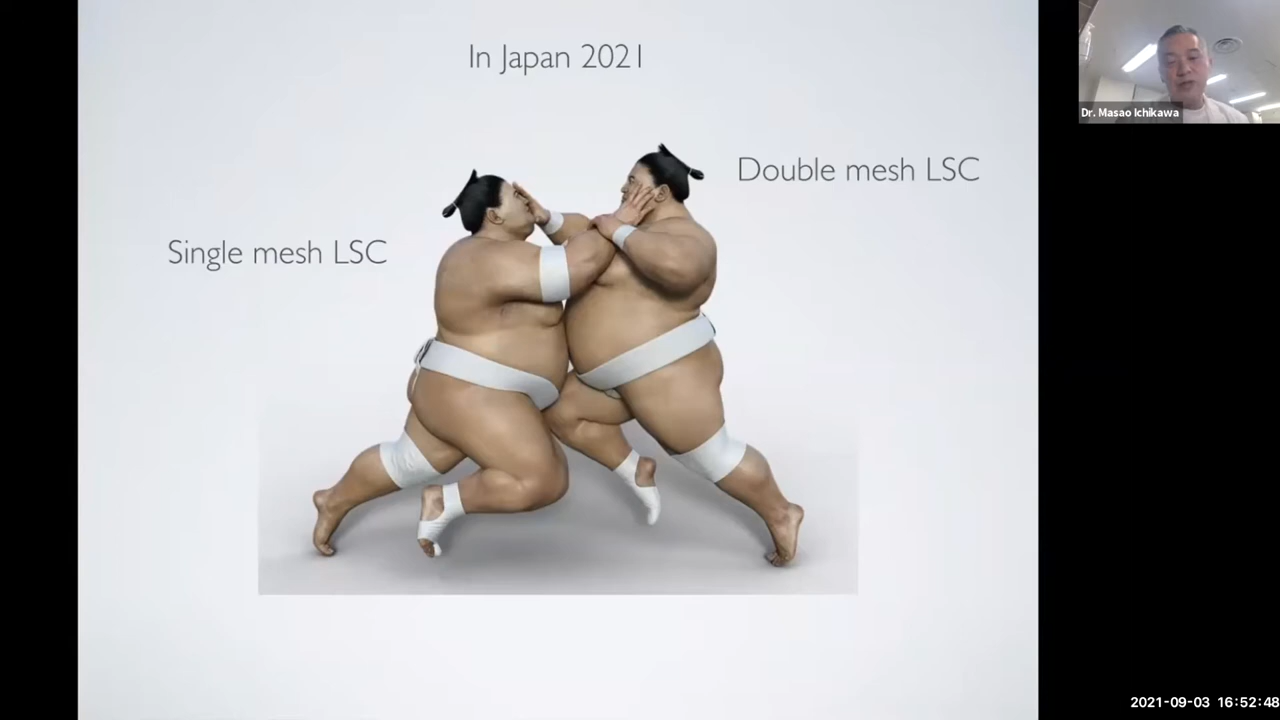 In Japan 2021
Double mesh LSC
Single mesh LSC
Dr. Masao Ichikawa
2021-09-03 16:52:48